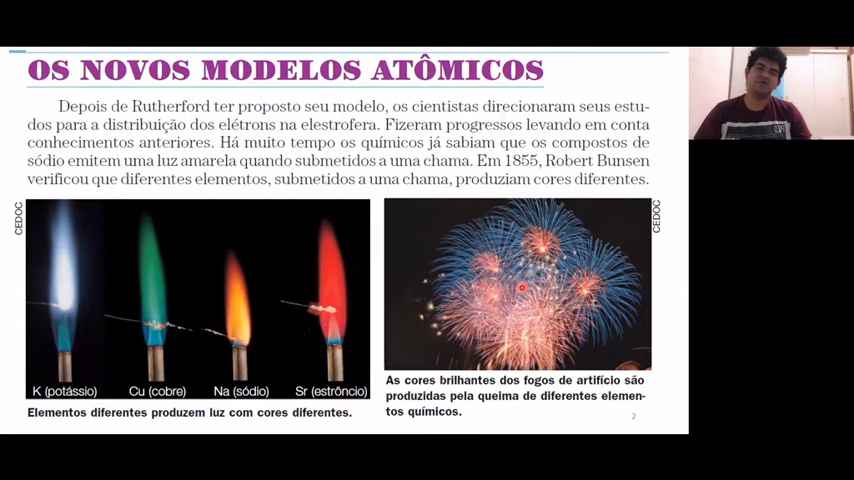 OS NOVOS MODELOS ATÔMICOS
Depois de Rutherford ter proposto seu modelo, os cientistas direcionaram seus estu-
dos para a distribuição dos elétrons na elestrofera. Fizeram progressos levando em conta
conhecimentos anteriores. Há muito tempo os químicos já sabiam que os compostos de
sódio emitem uma luz amarela quando submetidos a uma chama. Em 1855, Robert Bunsen
verificou que diferentes elementos, submetidos a uma chama, produziam cores diferentes.
CEDOC
K (potássio) Cu (cobre) Na (sódio) Sr (estrôncio)
Elementos diferentes produzem luz com cores diferentes.
CEDOC
As cores brilhantes dos fogos de artifício são
produzidas pela queima de diferentes elemen-
tos químicos.
2